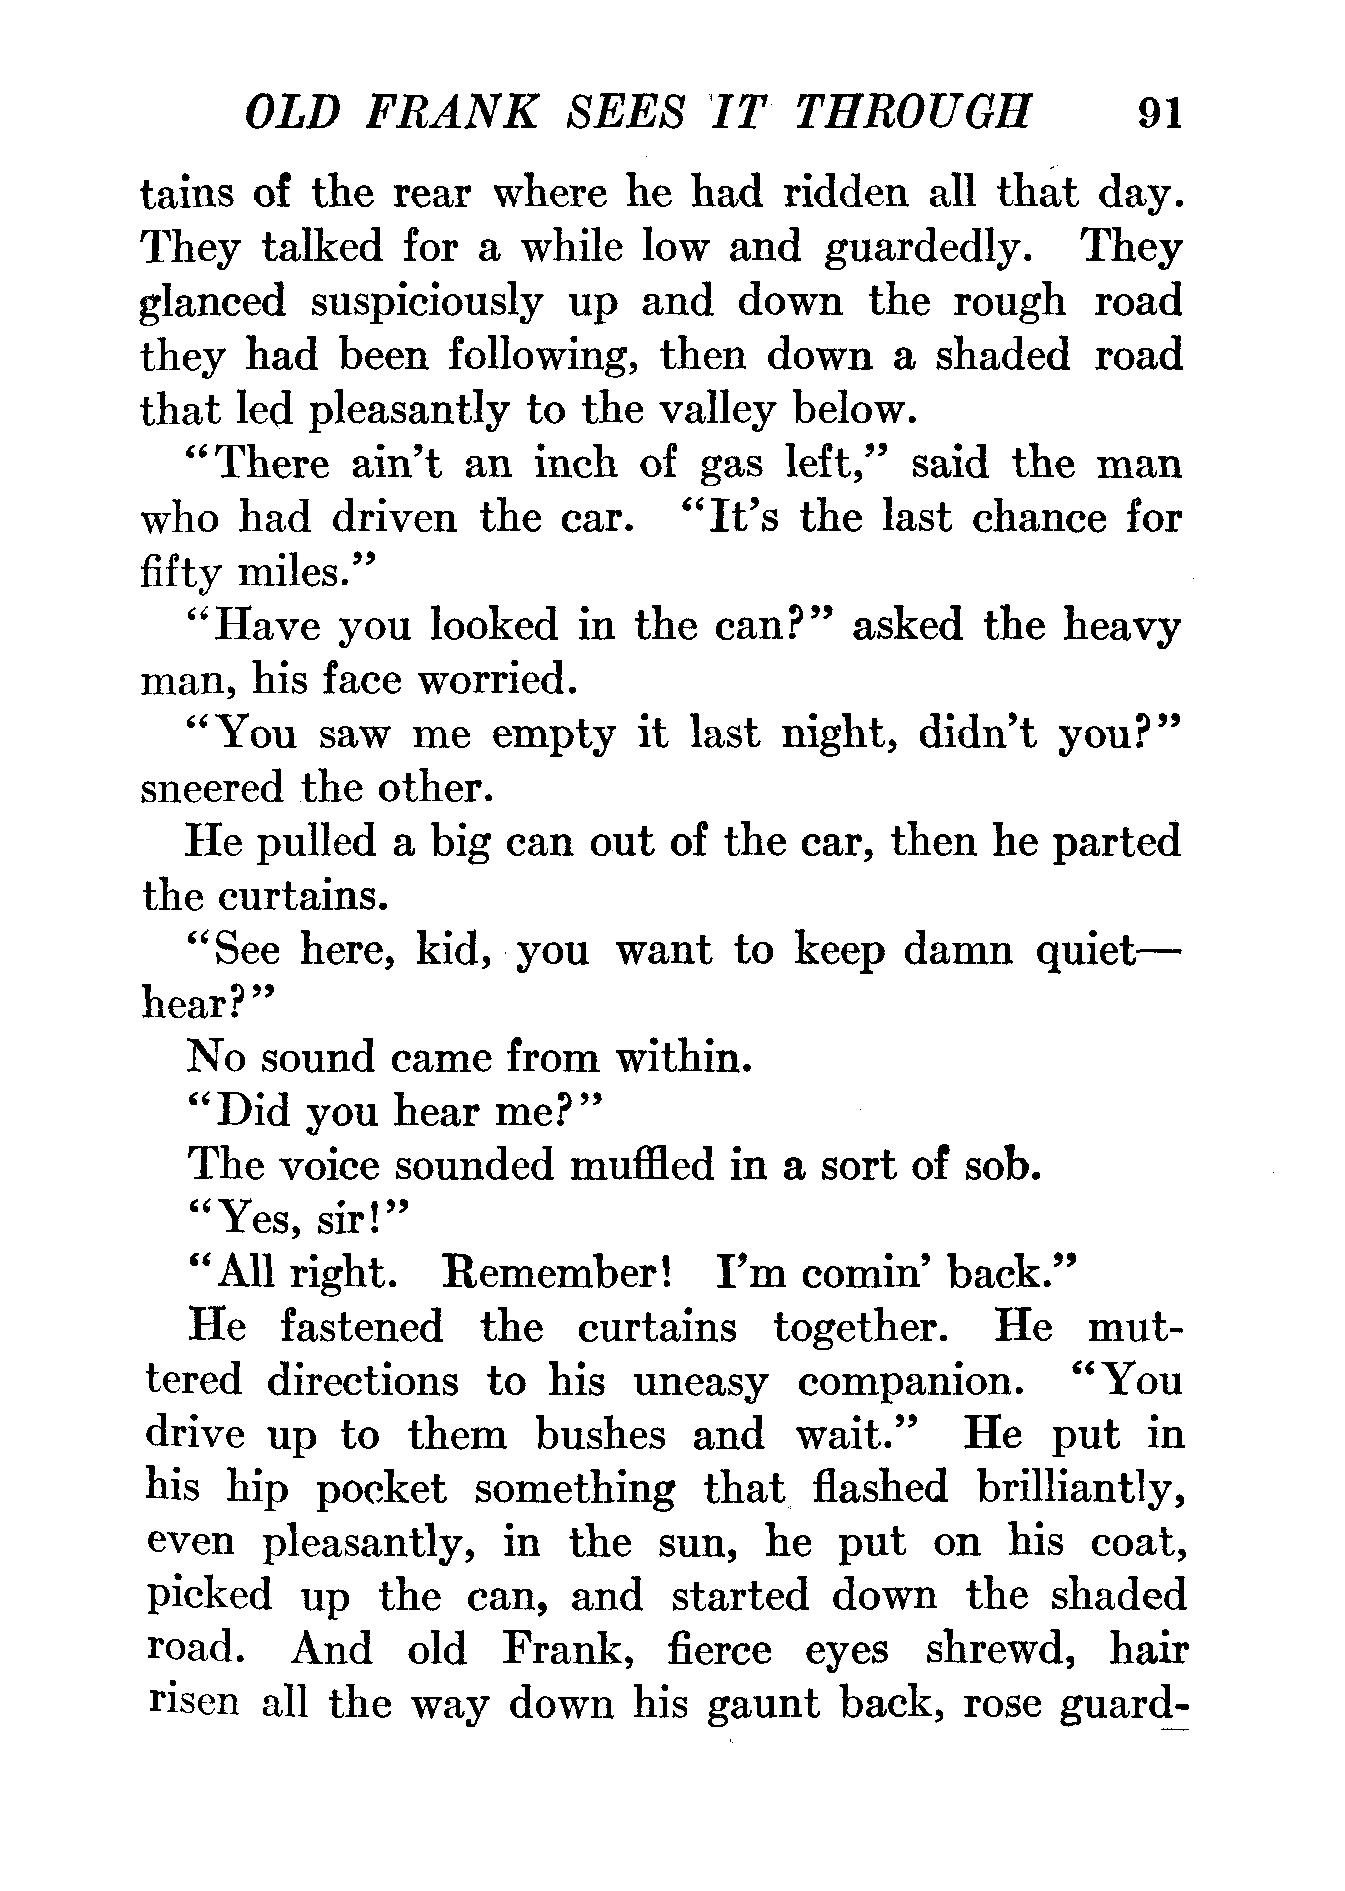 OLD FRANK SEES IT THROUGH 91
tains of the rear where he had ridden all that day.
They talked for a while low and guardedly. They
glanced suspiciously up and down the rough road
they had been following, then down a shaded road
that led pleasantly to the valley below.
"There ain't an inch of gas left," said the man
who had driven the car. "It's the last chance for
fifty miles."
"Have you looked in the can?" asked the heavy
man, his face worried.
"You saw me empty it last night, didn't you?"
sneered the other.
He pulled a big can out of the car, then he parted
the curtains.
"See here, kid, you want to keep damn quiet—
hear?"
No sound came from within.
"Did you hear me?"
The voice sounded muffled in a sort of sob.
"Yes, sir!"
"All right. Remember! I'm comin' back."
He fastened the curtains together. He mut-
tered directions to his uneasy companion. "You
drive up to them bushes and wait." He put in
his hip pocket something that flashed brilliantly,
even pleasantly, in the sun, he put on his coat,
picked up the can, and started down the shaded
road. And old Frank, fierce eyes shrewd, hair
risen all the way down his gaunt back, rose guard-